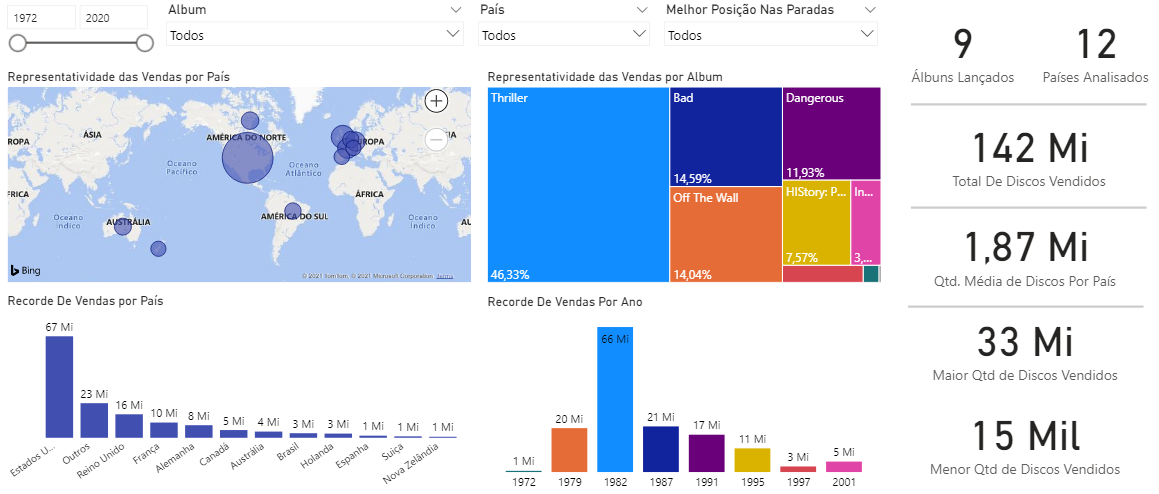 1972
2020
Album
Todos
País
Todos
Melhor Posição Nas Paradas
Todos
Representatividade das Vendas por País
ROPA
ÁSIA
AMÉRICA DO NORTE
EUROPA
ÁSIA
Oceano
Pacífico
Oceano
Atlântico
FRICA
ÁFRICA
Oceano
Índico
AUSTRÁLIA
AMÉRICA DO SUL
Oceano
Índico
Bing
© 2021 TomTom, © 2021 Microsoft Corporation Terms
Representatividade das Vendas por Album
Thriller
46,33%
Bad
14,59%
Off The Wall
14,04%
Dangerous
11,93%
HIStory: P...
7,57%
In...
3,...
Recorde De Vendas por País
67 Mi
23 Mi
16 Mi
10 Mi
8 Mi
5 Mi
4 Mi
3 Mi
3 Mi
1 Mi
1 Mi
1 Mi
Estados U...
Outros
Reino Unido
França
Alemanha
Canadá
Austrália
Brasil
Holanda
Espanha
Suiça
Nova Zelândia
Recorde De Vendas Por Ano
1 Mi
20 Mi
66 Mi
21 Mi
17 Mi
11 Mi
3 Mi
5 Mi
1972
1979
1982
1987
1991
1995
1997
2001
9
Álbuns Lançados
12
Países Analisados
142 Mi
Total De Discos Vendidos
1,87 Mi
Qtd. Média de Discos Por País
33 Mi
Maior Qtd de Discos Vendidos
15 Mil
Menor Qtd de Discos Vendidos